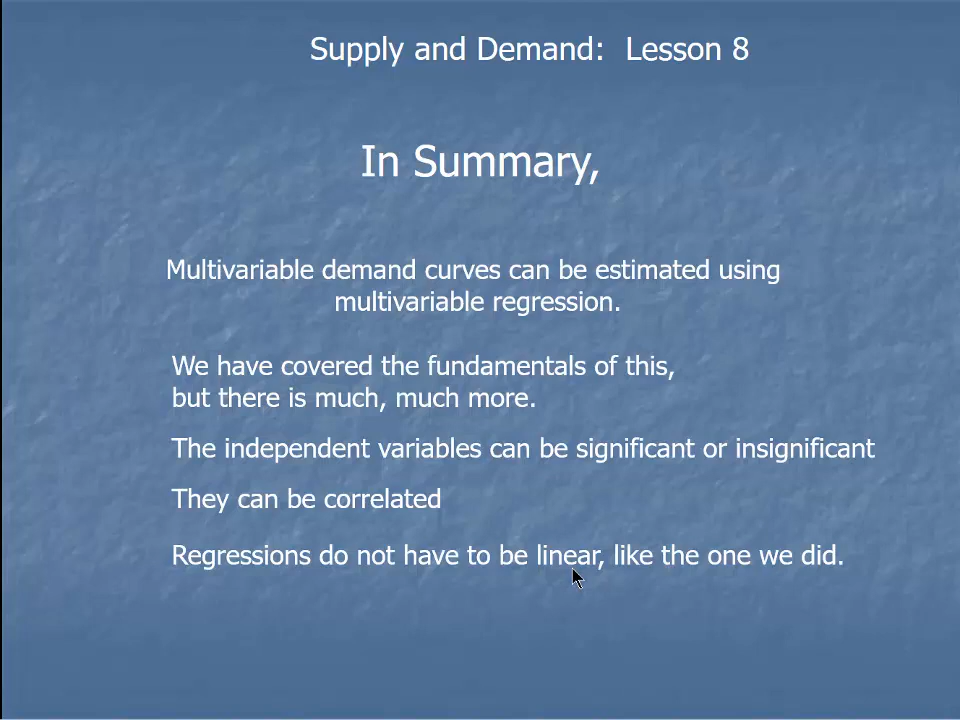 Supply and Demand: Lesson 8
In Summary,
Multivariable demand curves can be estimated using
multivariable regression.
We have covered the fundamentals of this,
but there is much, much more.
The independent variables can be significant or insignificant
They can be correlated
Regressions do not have to be linear, like the one we did.